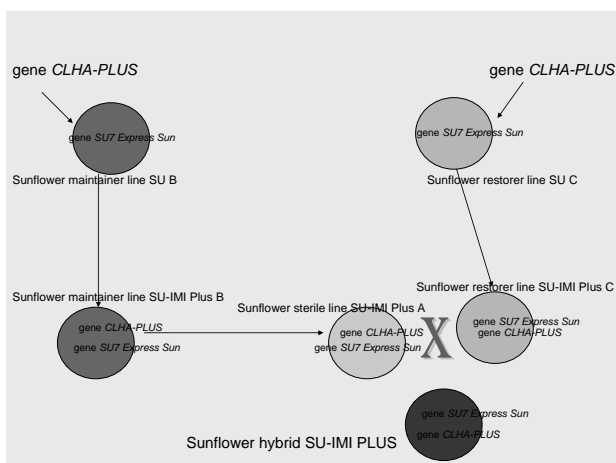 gene CLHA-PLUS
gene CLHA-PLUS
gene SU7 Express Sun
gene SU7 Express Sun
Sunflower maintainer line SU B
Sunflower restorer line SU C
Sunflower maintainer line SU-IMI Plus B
Sunflower sterile line SU-IMI Plus A
Sunflower restorer line SU-IMI Plus C
gene CLHA-PLUS
gene SU7 Express Sun
gene CLHA-PLUS
gene SU7 Express Sun
X
gene SU7 Express Sun
gene CLHA-PLUS
gene SU7 Express Sun
gene CLHA-PLUS
Sunflower hybrid SU-IMI PLUS